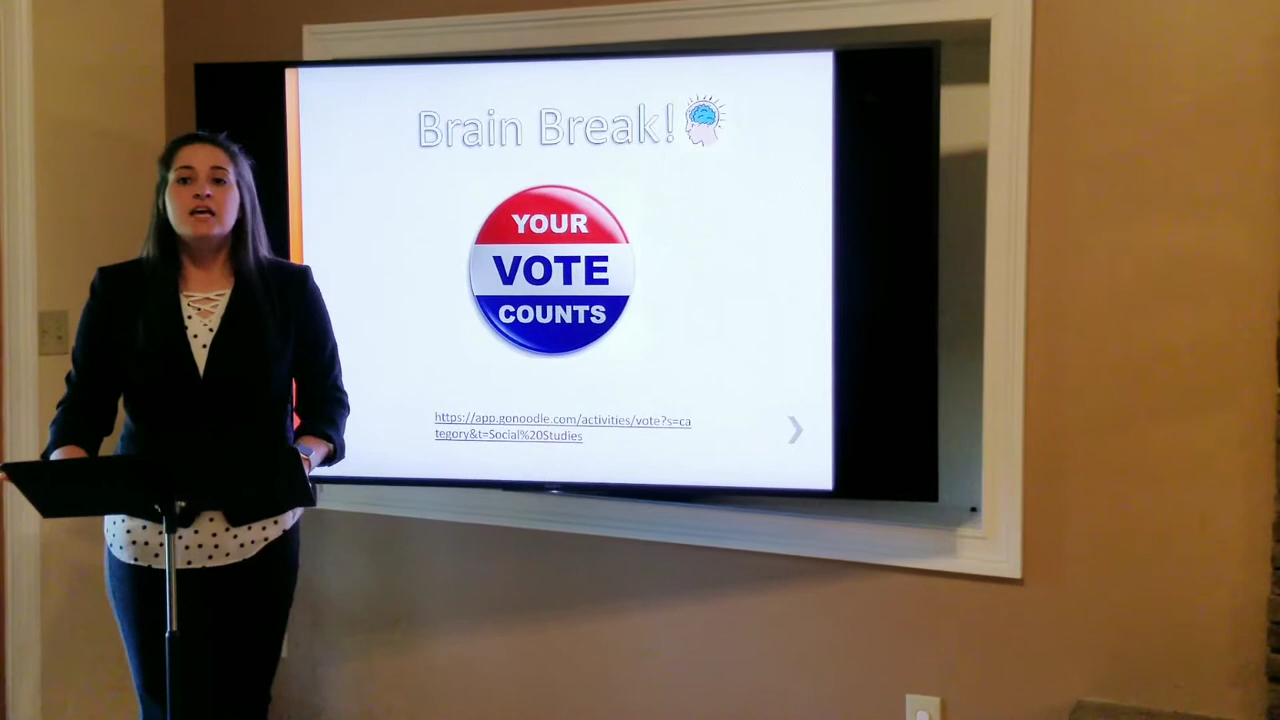 Brain Break!
YOUR
VOTE
COUNTS
https://app.gonoodle.com/activities/vote?s=ca
tegory&t=Social%20Studies